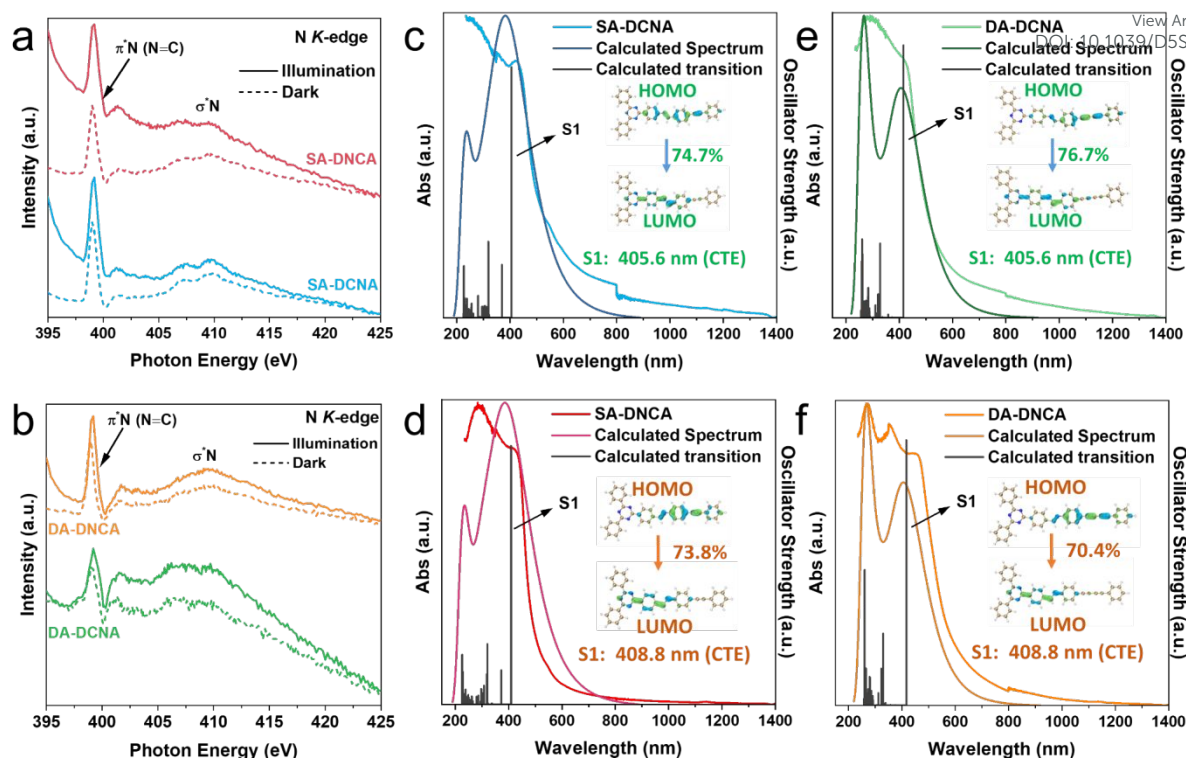 a
N K-edge
π*N (N=C)
Illumination
Dark
σ*N
SA-DNCA
SA-DCNA
Intensity (a.u.)
395 400 405 410 415 420 425
Photon Energy (eV)
c
SA-DCNA
Calculated Spectrum
Calculated transition
HOMO
S1
74.7%
LUMO
S1: 405.6 nm (CTE)
Abs (a.u.)
Oscillator Strength (a.u.)
200 400 600 800 1000 1200 1400
Wavelength (nm)
e
View Ar
DOI: 10.1039/D5S
DA-DCNA
Calculated Spectrum
Calculated transition
HOMO
S1
76.7%
LUMO
S1: 405.6 nm (CTE)
Abs (a.u.)
Oscillator Strength (a.u.)
200 400 600 800 1000 1200 1400
Wavelength (nm)
b
N K-edge
π*N (N=C)
Illumination
Dark
σ*N
DA-DNCA
DA-DCNA
Intensity (a.u.)
395 400 405 410 415 420 425
Photon Energy (eV)
d
SA-DNCA
Calculated Spectrum
Calculated transition
HOMO
S1
73.8%
LUMO
S1: 408.8 nm (CTE)
Abs (a.u.)
Oscillator Strength (a.u.)
200 400 600 800 1000 1200 1400
Wavelength (nm)
f
DA-DNCA
Calculated Spectrum
Calculated transition
HOMO
S1
70.4%
LUMO
S1: 408.8 nm (CTE)
Abs (a.u.)
Oscillator Strength (a.u.)
200 400 600 800 1000 1200 1400
Wavelength (nm)